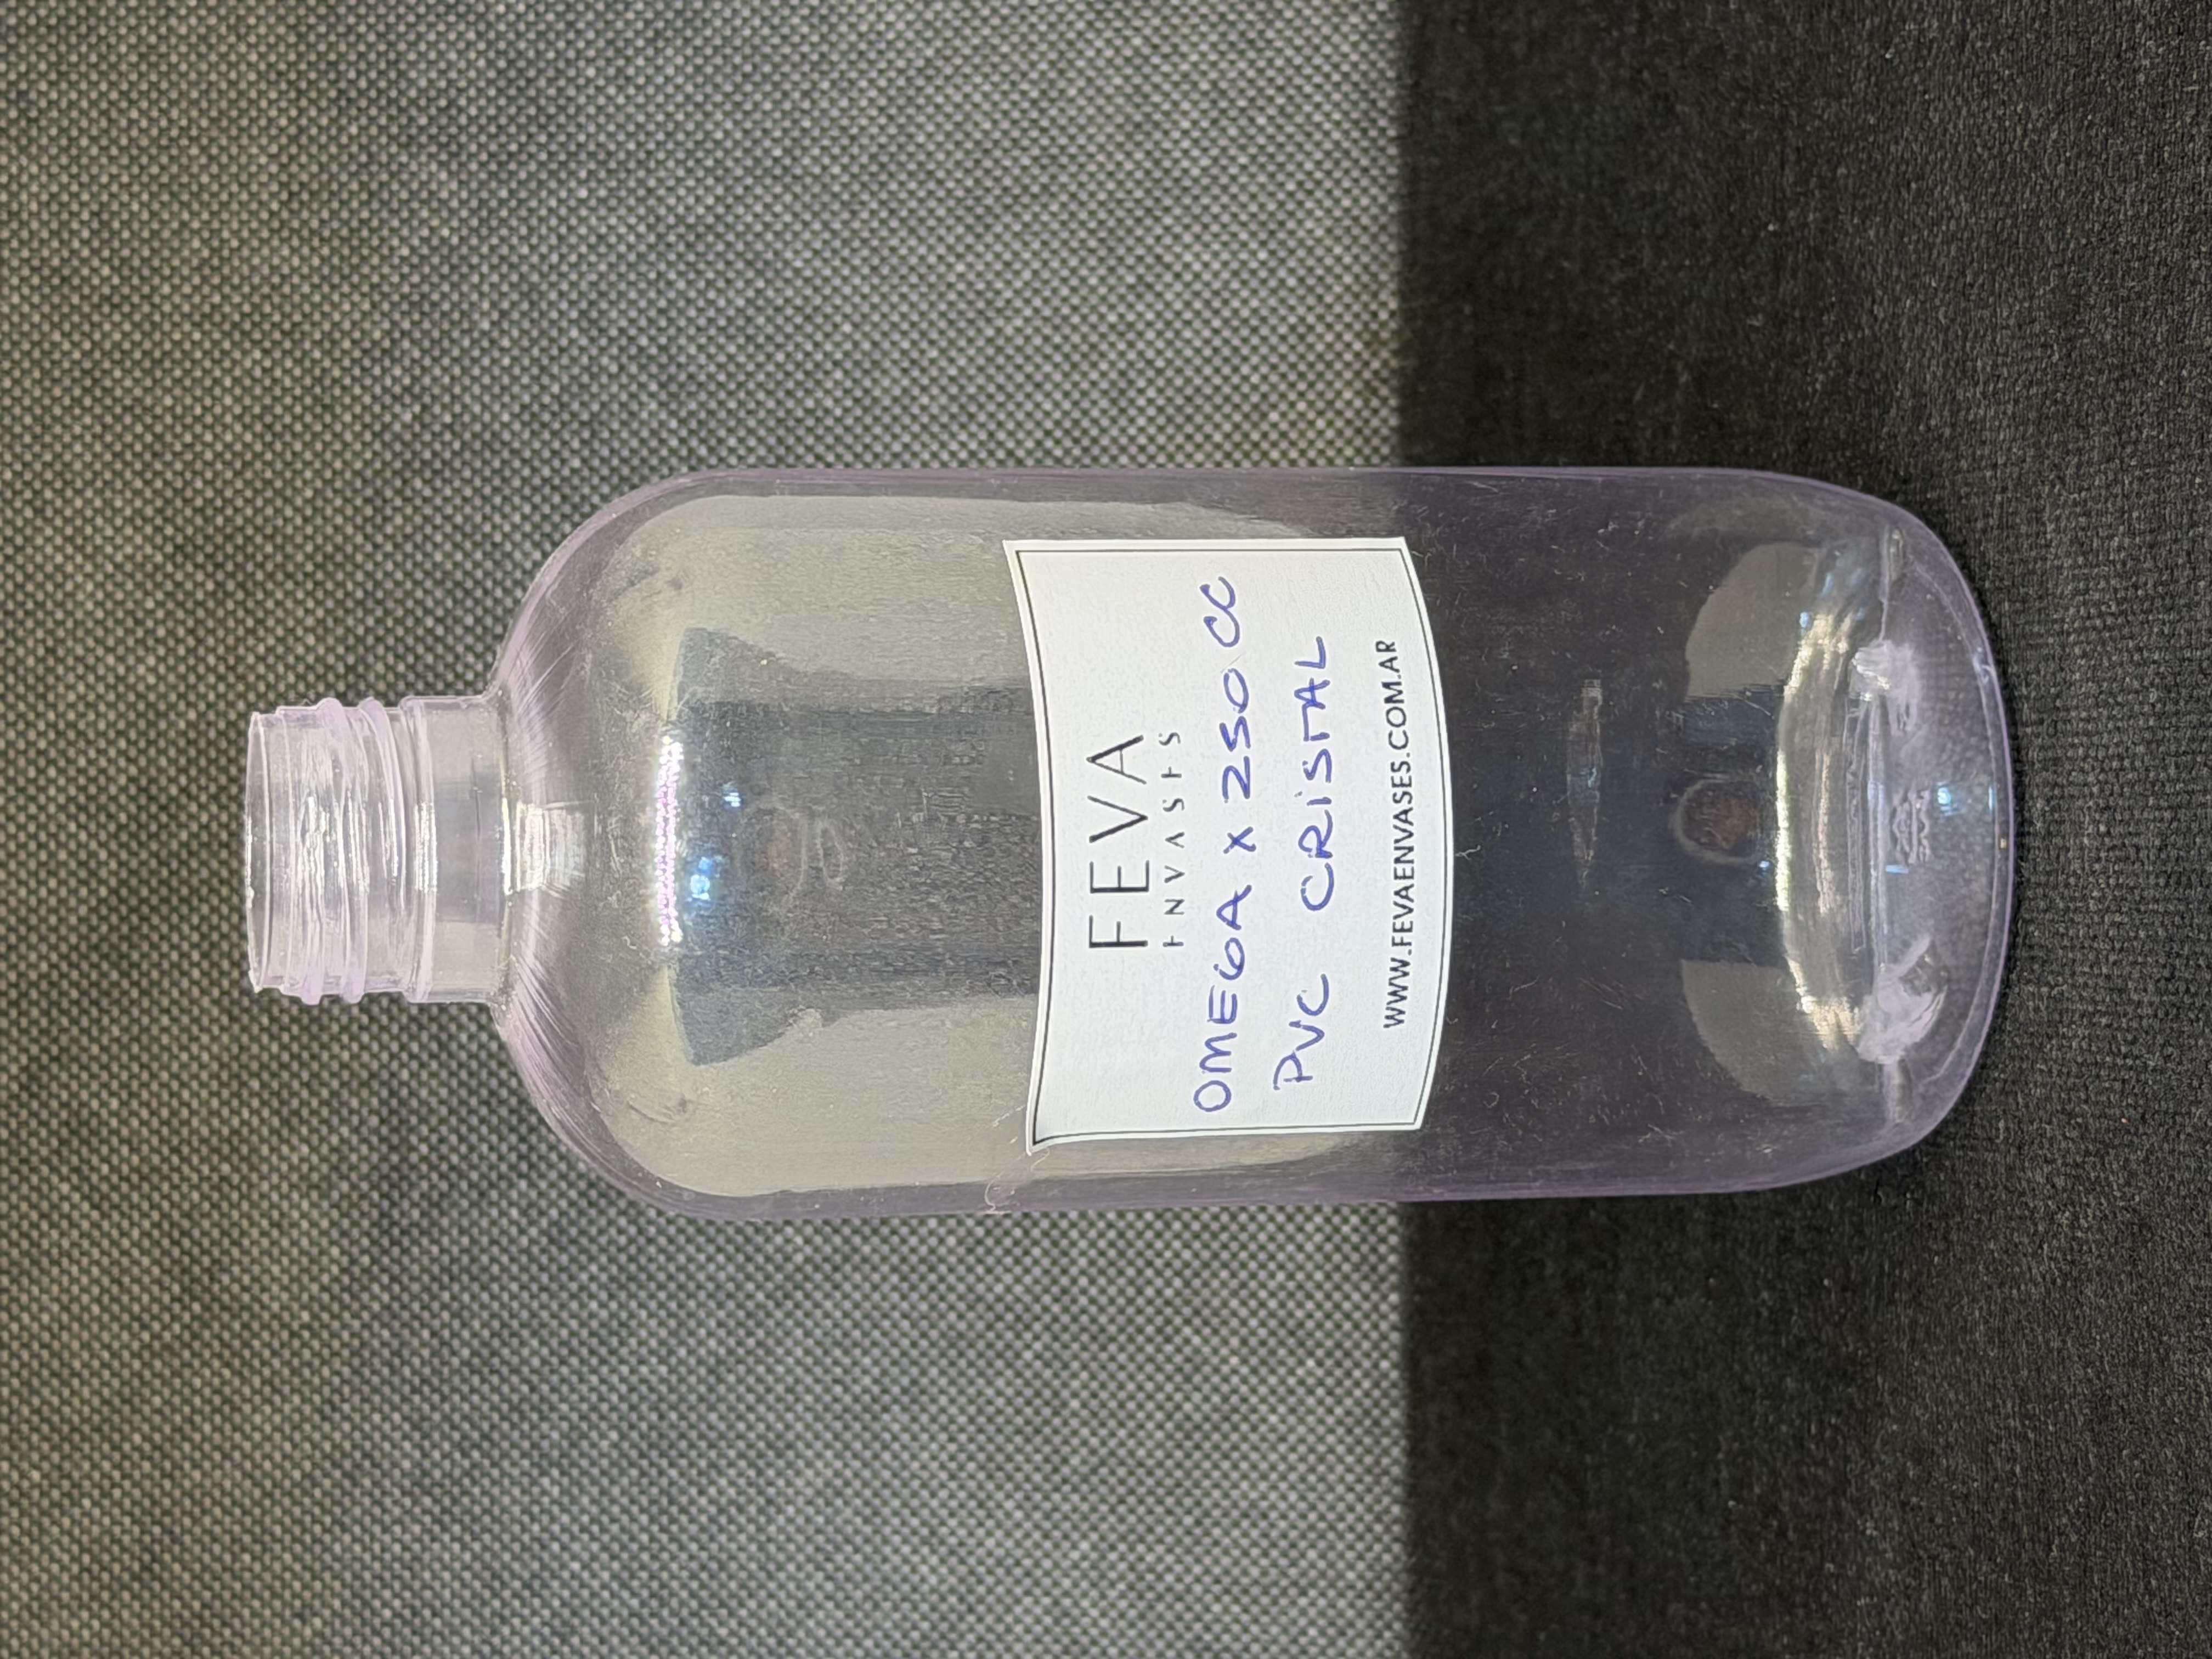 FEVA
ENVASES
OMEGA X 250 CC
PVC CRISTAL
WWW.FEVAENVASES.COM.AR